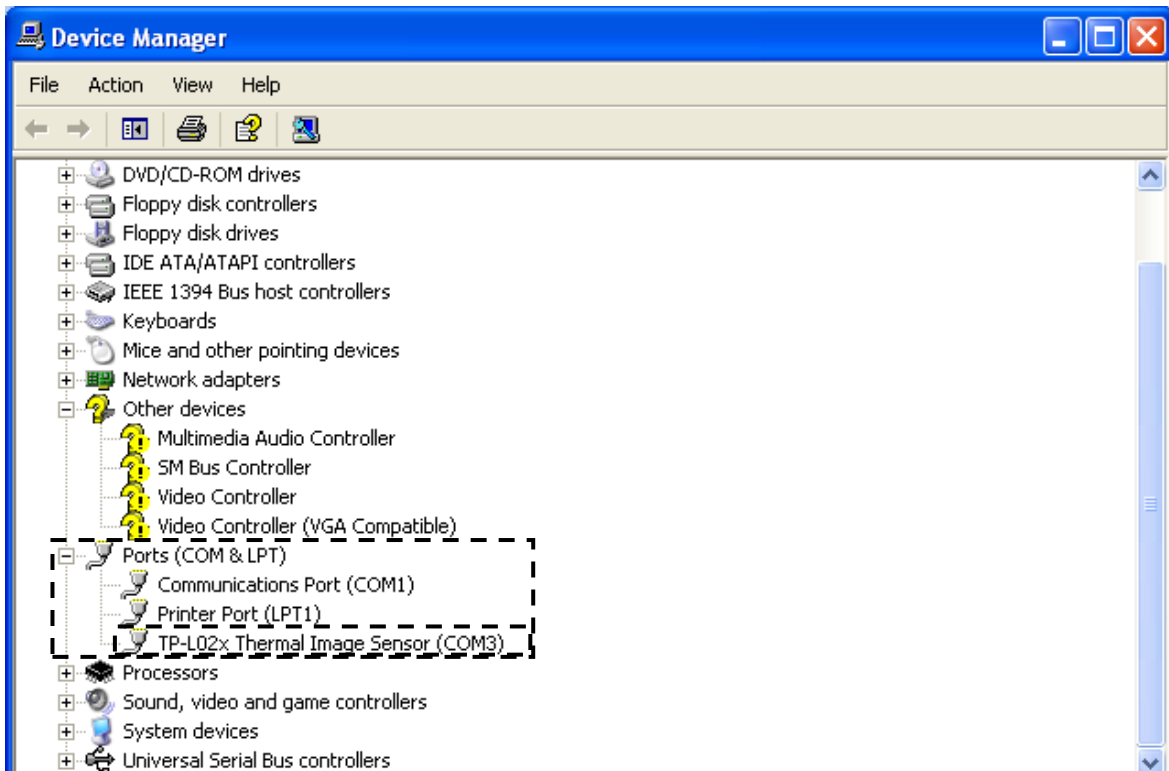 Device Manager
File Action View Help
DVD/CD-ROM drives
Floppy disk controllers
Floppy disk drives
IDE ATA/ATAPI controllers
IEEE 1394 Bus host controllers
Keyboards
Mice and other pointing devices
Network adapters
Other devices
Multimedia Audio Controller
SM Bus Controller
Video Controller
Video Controller (VGA Compatible)
Ports (COM & LPT)
Communications Port (COM1)
Printer Port (LPT1)
TP-L02x Thermal Image Sensor (COM3)
Processors
Sound, video and game controllers
System devices
Universal Serial Bus controllers